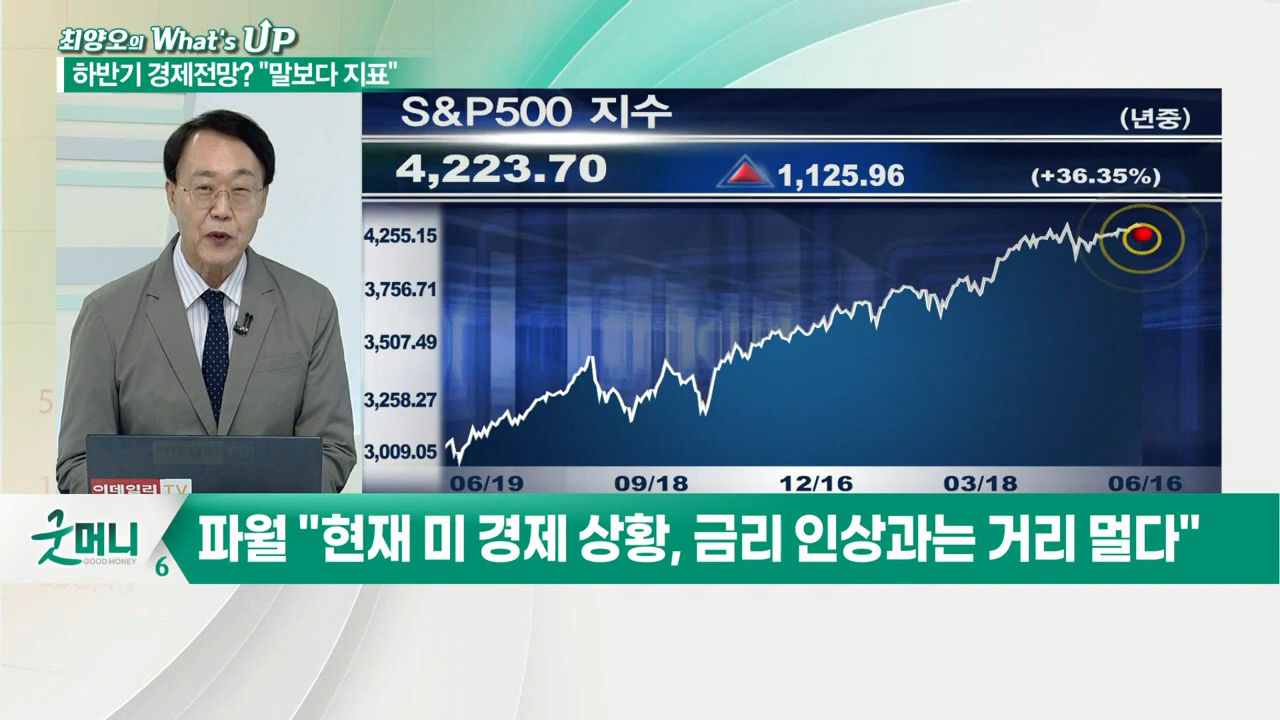 최양오의 What's UP
하반기 경제전망? "말보다 지표"
S&P500 지수
(년중)
4,223.70
1,125.96
(+36.35%)
4,255.15
3,756.71
3,507.49
3,258.27
3,009.05
06/19 09/18 12/16 03/18 06/16
이데일리 TV
굿머니
GOOD MONEY
6
파월 "현재 미 경제 상황, 금리 인상과는 거리 멀다"